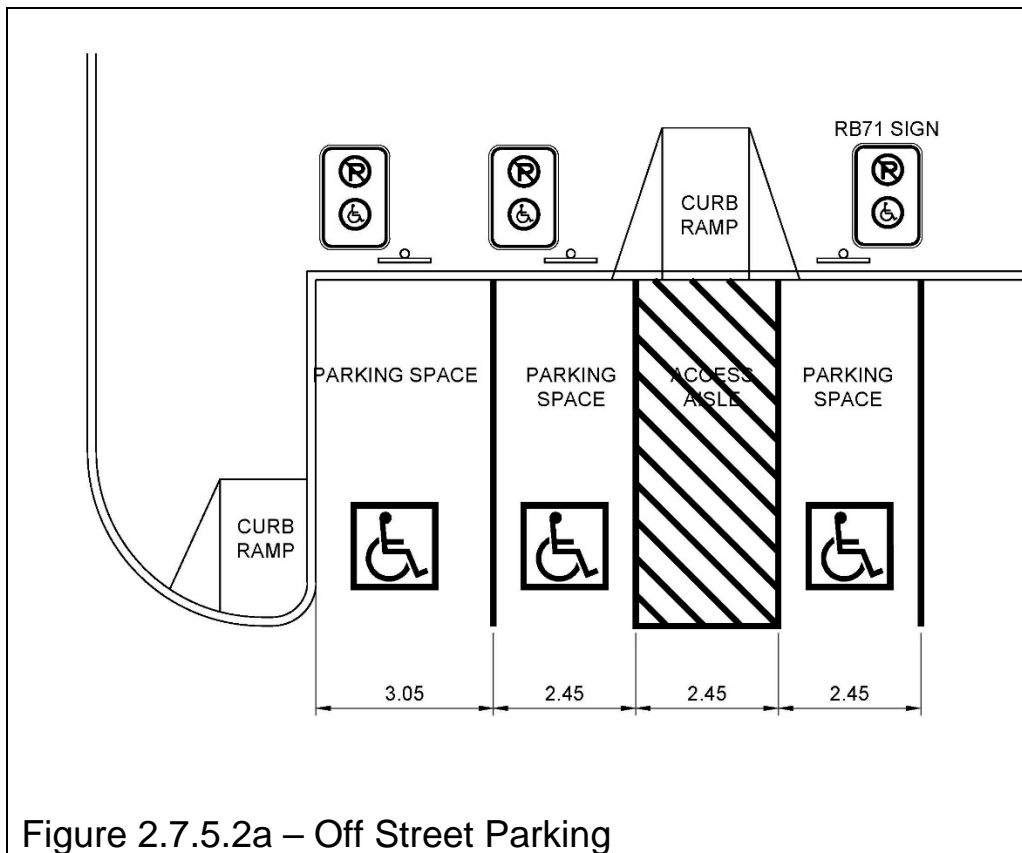 RB71 SIGN
P
P
P
CURB
RAMP
PARKING SPACE
PARKING
SPACE
ACCESS
AISLE
PARKING
SPACE
CURB
RAMP
3.05
2.45
2.45
2.45
Figure 2.7.5.2a – Off Street Parking